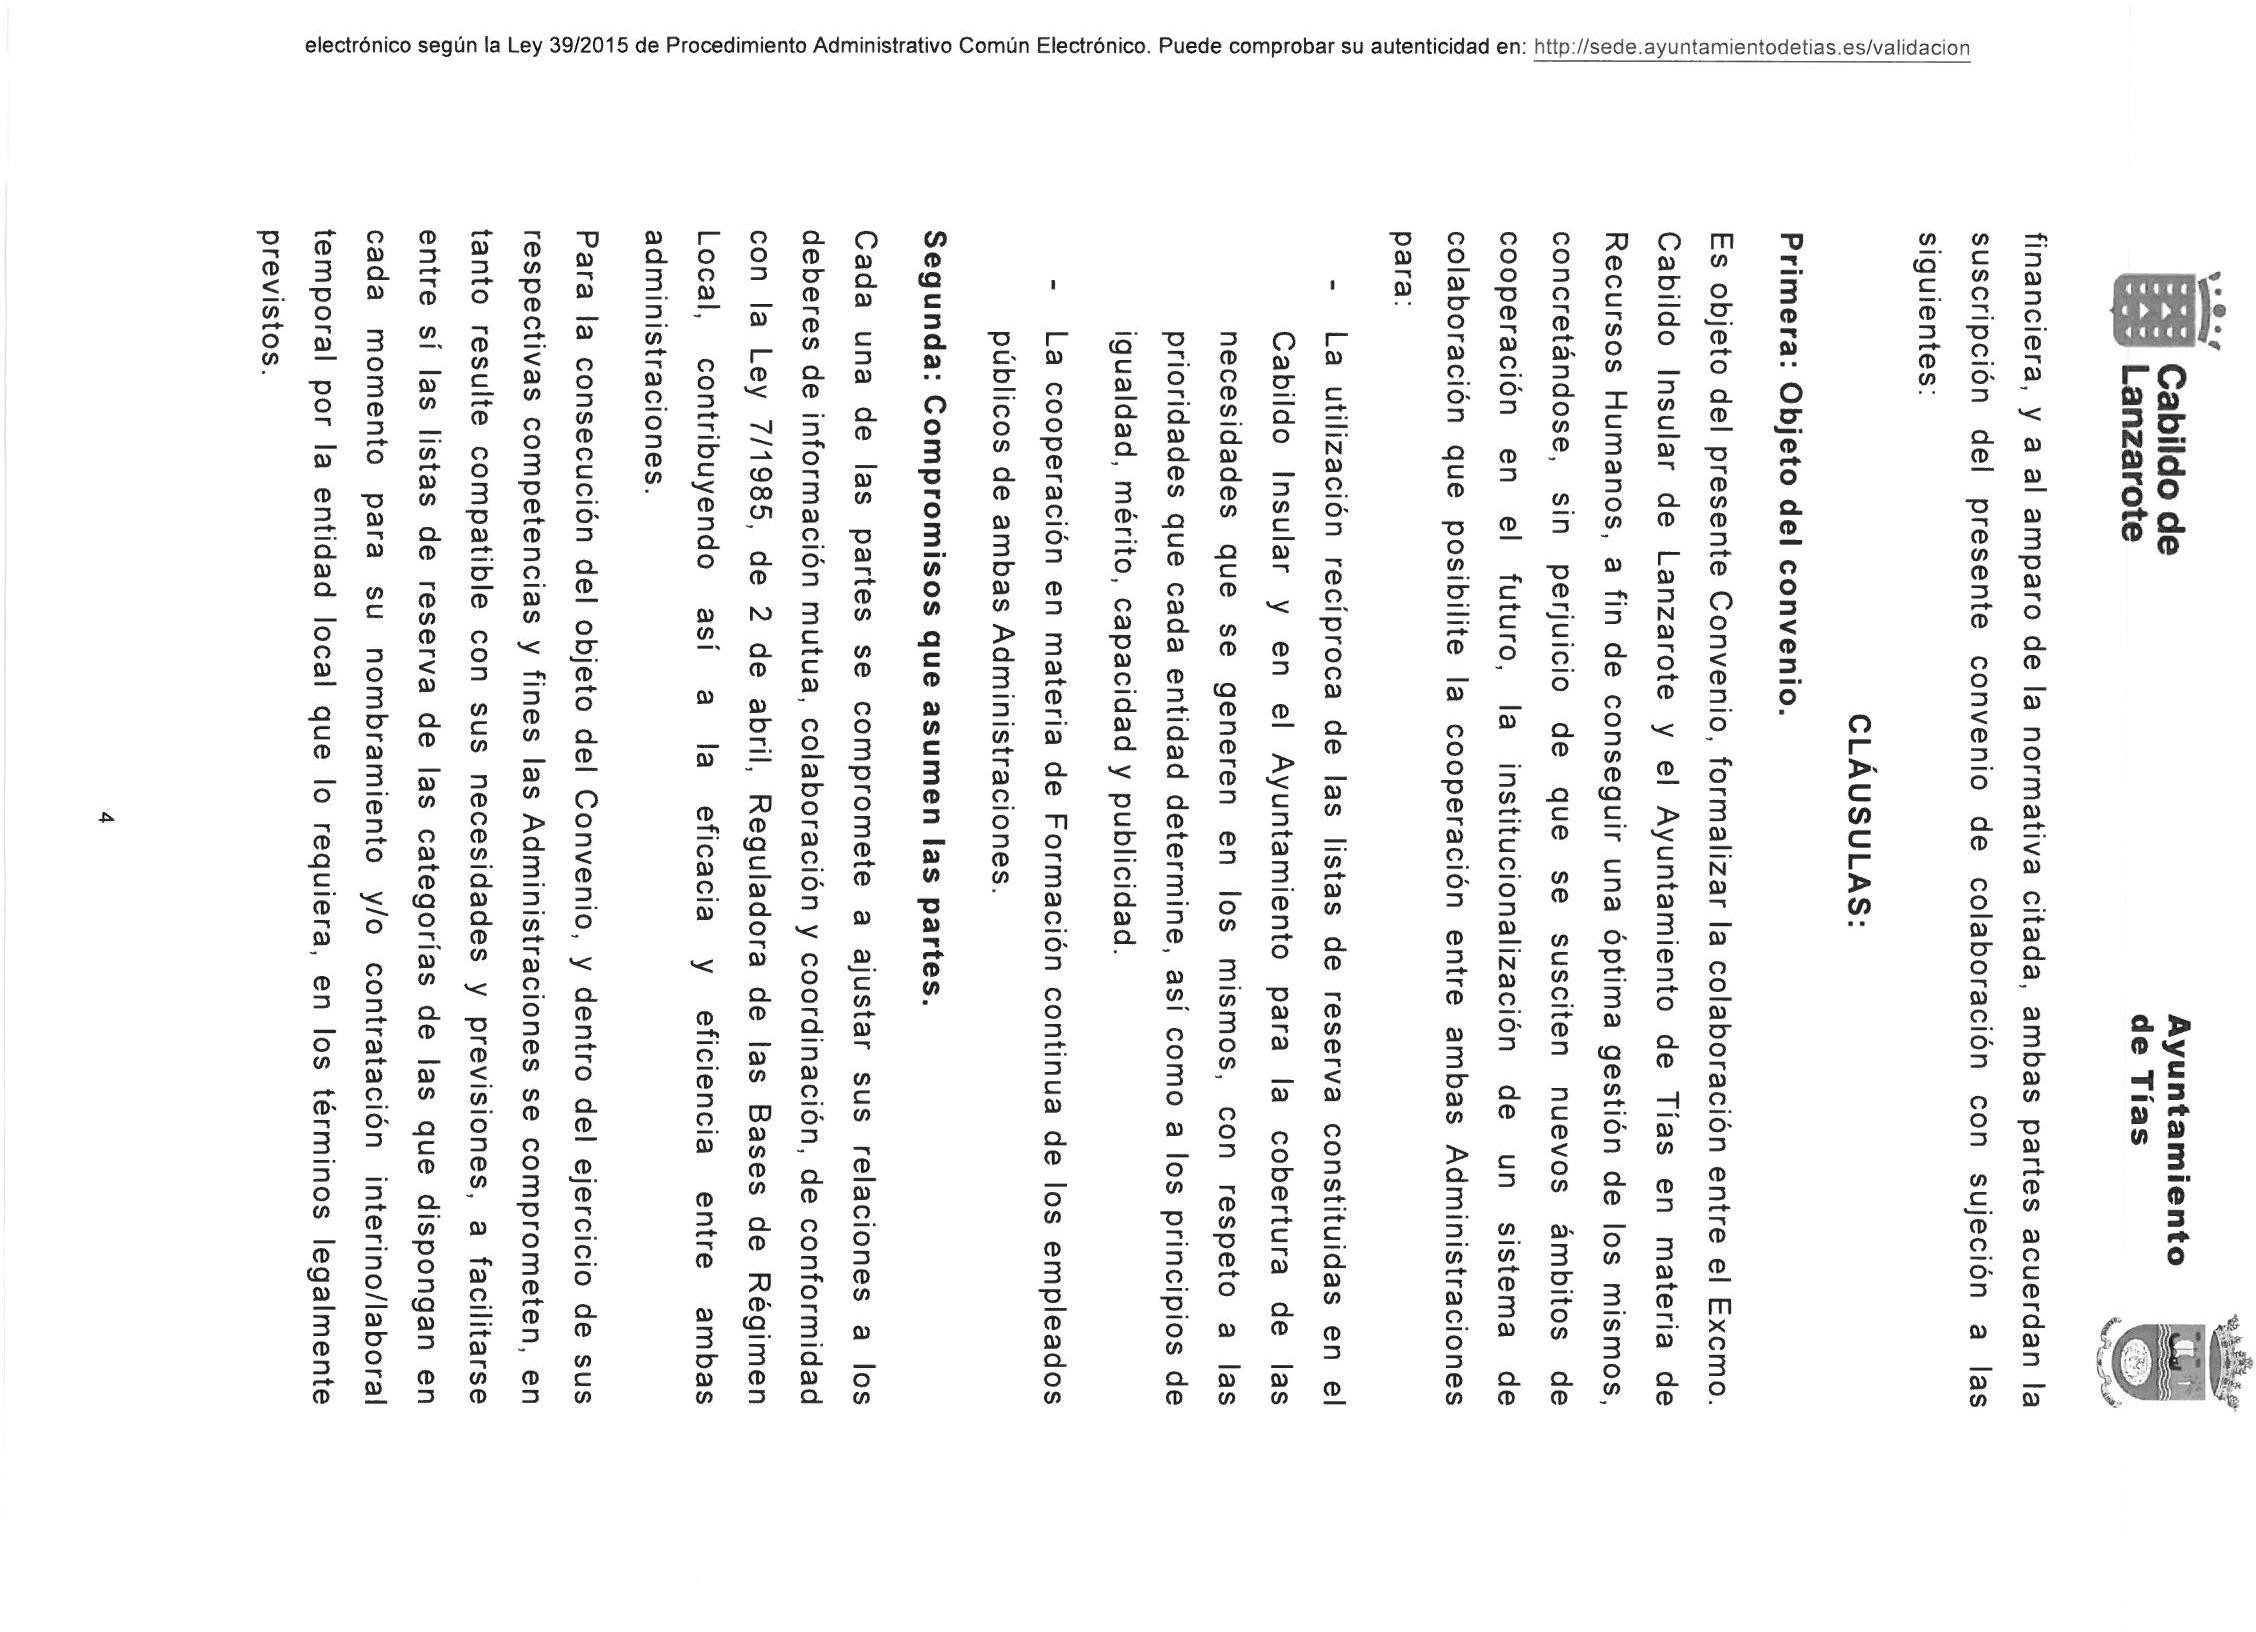 electrónico según la Ley 39/2015 de Procedimiento Administrativo Común Electrónico. Puede comprobar su autenticidad en: http://sede.ayuntamientodetias.es/validacion
Cabildo de
Lanzarote
Ayuntamiento
de Tías
financiera, y a al amparo de la normativa citada, ambas partes acuerdan la
suscripción del presente convenio de colaboración con sujeción a las
siguientes:
CLÁUSULAS:
Primera: Objeto del convenio.
Es objeto del presente Convenio, formalizar la colaboración entre el Excmo.
Cabildo Insular de Lanzarote y el Ayuntamiento de Tías en materia de
Recursos Humanos, a fin de conseguir una óptima gestión de los mismos,
concretándose, sin perjuicio de que se susciten nuevos ámbitos de
cooperación en el futuro, la institucionalización de un sistema de
colaboración que posibilite la cooperación entre ambas Administraciones
para:
- La utilización recíproca de las listas de reserva constituidas en el
Cabildo Insular y en el Ayuntamiento para la cobertura de las
necesidades que se generen en los mismos, con respeto a las
prioridades que cada entidad determine, así como a los principios de
igualdad, mérito, capacidad y publicidad.
- La cooperación en materia de Formación continua de los empleados
públicos de ambas Administraciones.
Segunda: Compromisos que asumen las partes.
Cada una de las partes se compromete a ajustar sus relaciones a los
deberes de información mutua, colaboración y coordinación, de conformidad
con la Ley 7/1985, de 2 de abril, Reguladora de las Bases de Régimen
Local, contribuyendo así a la eficacia y eficiencia entre ambas
administraciones.
Para la consecución del objeto del Convenio, y dentro del ejercicio de sus
respectivas competencias y fines las Administraciones se comprometen, en
tanto resulte compatible con sus necesidades y previsiones, a facilitarse
entre sí las listas de reserva de las categorías de las que dispongan en
cada momento para su nombramiento y/o contratación interino/laboral
temporal por la entidad local que lo requiera, en los términos legalmente
previstos.
4